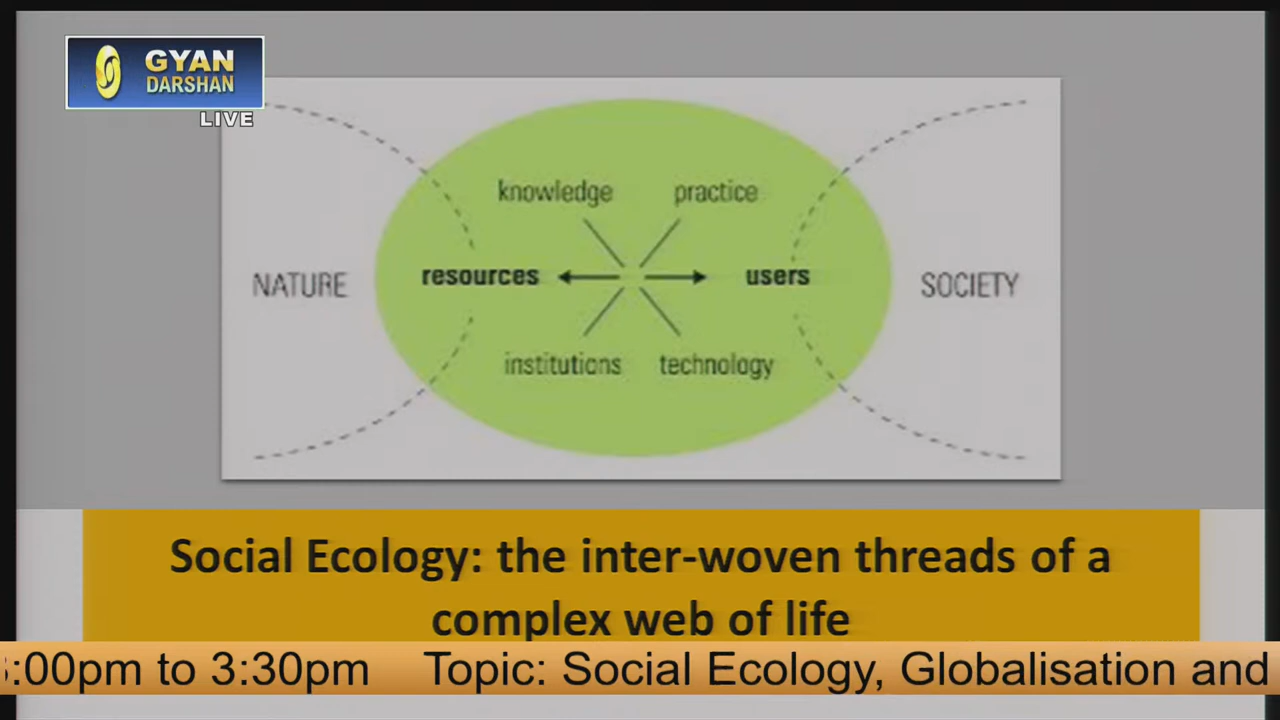 GYAN
DARSHAN
LIVE
knowledge practice
NATURE resources users SOCIETY
institutions technology
Social Ecology: the inter-woven threads of a
complex web of life
:00pm to 3:30pm Topic: Social Ecology, Globalisation and